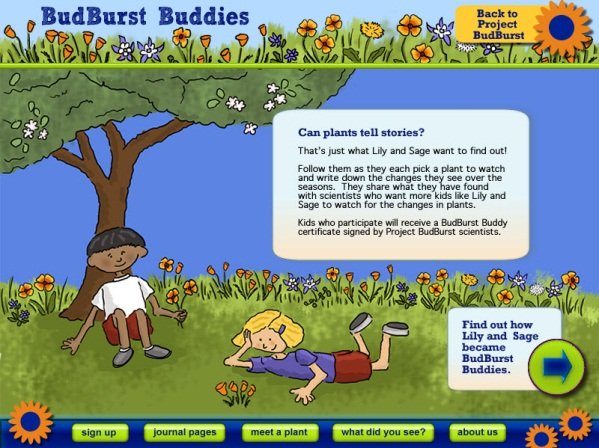 BudBurst Buddies
Back to
Project
BudBurst
Can plants tell stories?
That's just what Lily and Sage want to find out!
Follow them as they each pick a plant to watch
and write down the changes they see over the
seasons. They share what they have found
with scientists who want more kids like Lily and
Sage to watch for the changes in plants.
Kids who participate will receive a BudBurst Buddy
certificate signed by Project BudBurst scientists.
Find out how
Lily and Sage
became
BudBurst
Buddies.
sign up
journal pages
meet a plant
what did you see?
about us